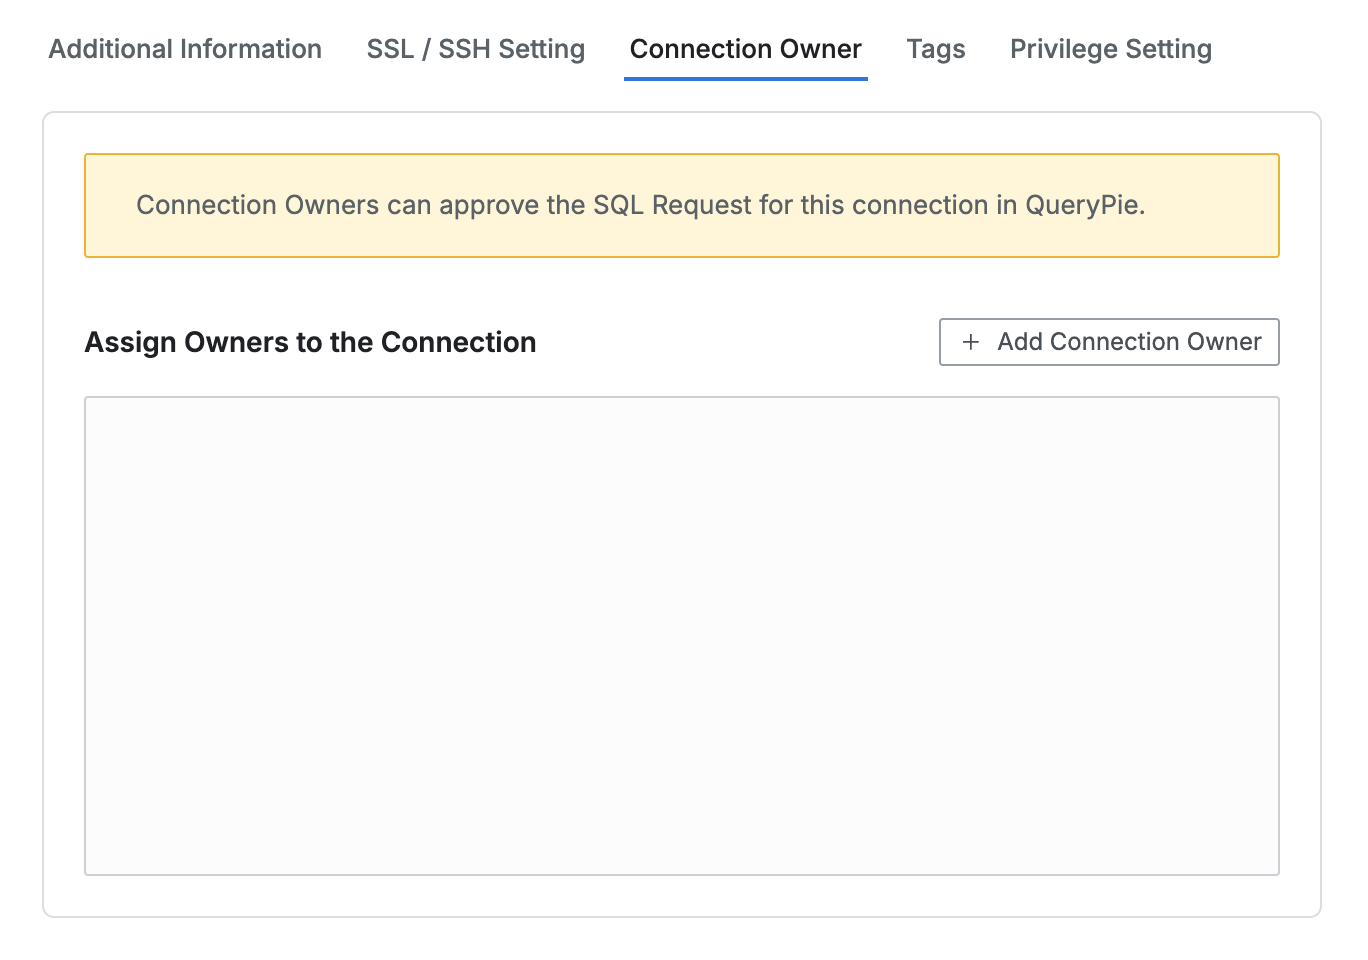 Additional Information SSL / SSH Setting Connection Owner Tags Privilege Setting
Connection Owners can approve the SQL Request for this connection in QueryPie.
Assign Owners to the Connection + Add Connection Owner